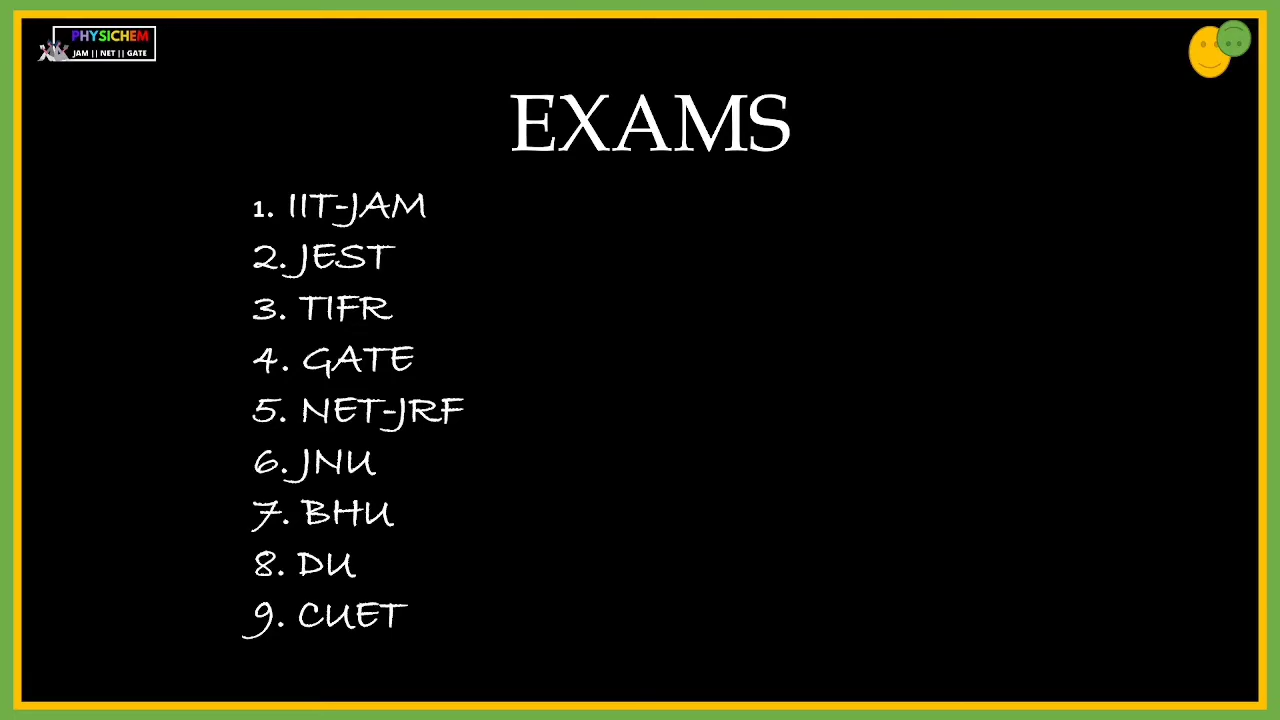 PHYSICHEM
JAM || NET || GATE
EXAMS
1. IIT-JAM
2. JEST
3. TIFR
4. GATE
5. NET-JRF
6. JNU
7. BHU
8. DU
9. CUET